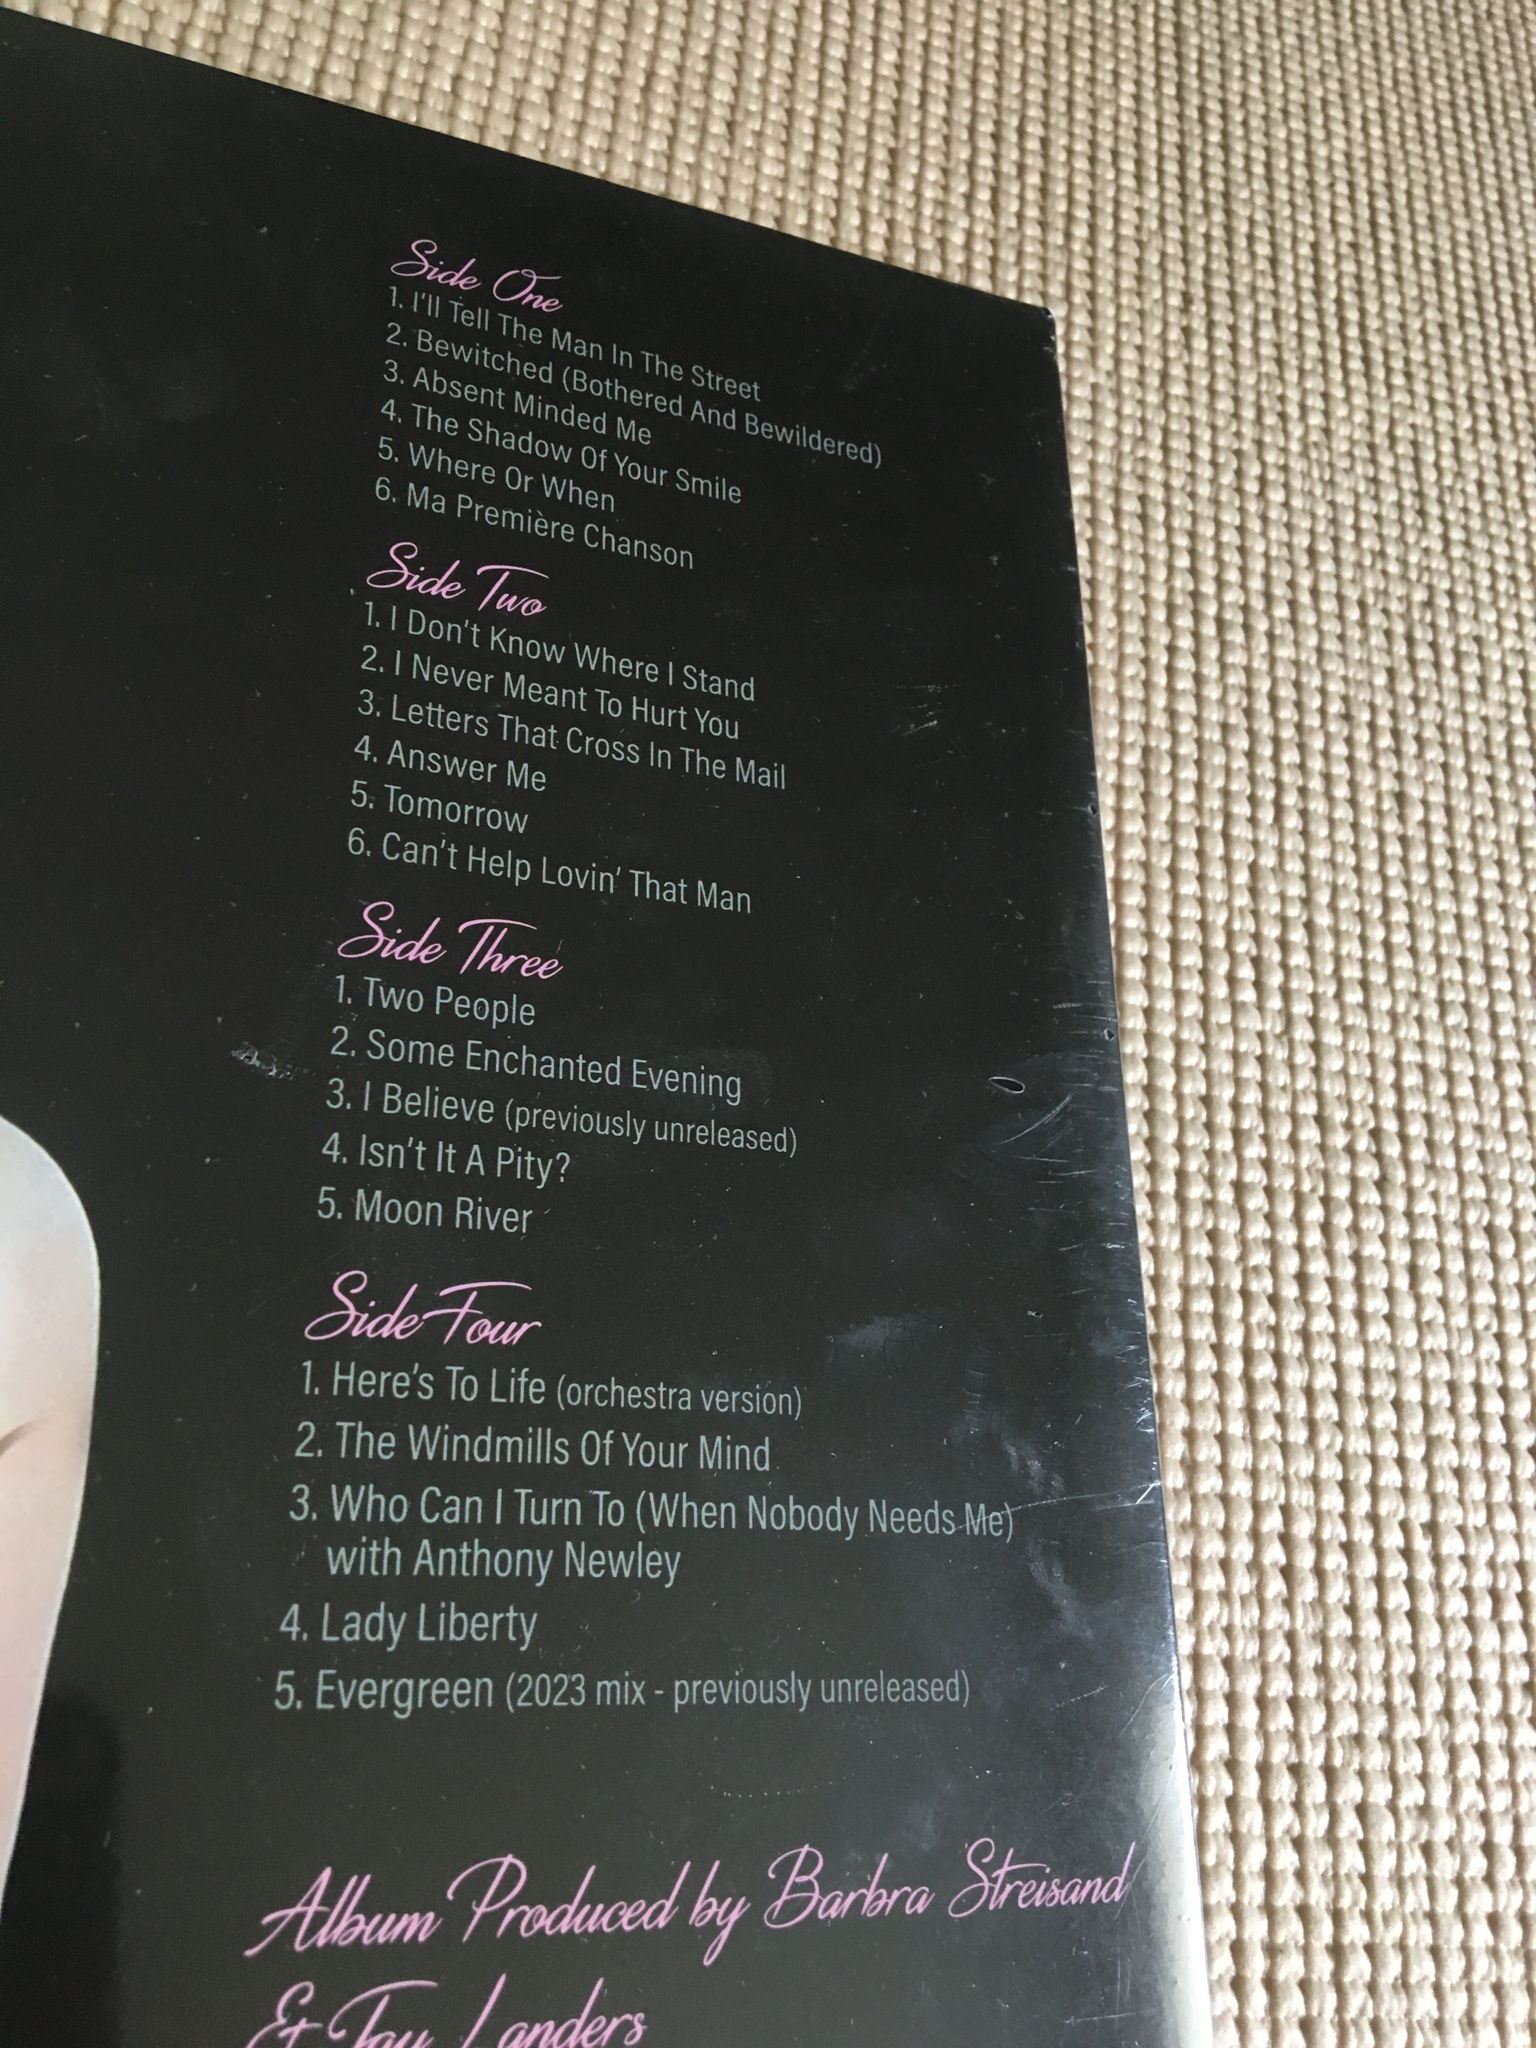 Side One
1. I'll Tell The Man In The Street
2. Bewitched (Bothered And Bewildered)
3. Absent Minded Me
4. The Shadow Of Your Smile
5. Where Or When
6. Ma Première Chanson
Side Two
1. I Don't Know Where I Stand
2. I Never Meant To Hurt You
3. Letters That Cross In The Mail
4. Answer Me
5. Tomorrow
6. Can't Help Lovin' That Man
Side Three
1. Two People
2. Some Enchanted Evening
3. I Believe (previously unreleased)
4. Isn't It A Pity?
5. Moon River
Side Four
1. Here's To Life (orchestra version)
2. The Windmills Of Your Mind
3. Who Can I Turn To (When Nobody Needs Me)
with Anthony Newley
4. Lady Liberty
5. Evergreen (2023 mix - previously unreleased)
Album Produced by Barbra Streisand
& Jay Landers